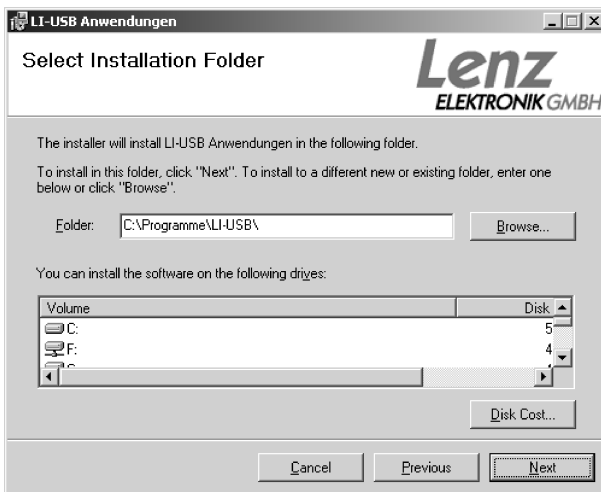 LI-USB Anwendungen
Select Installation Folder
Lenz
ELEKTRONIK GMBH
The installer will install LI-USB Anwendungen in the following folder.
To install in this folder, click "Next". To install to a different new or existing folder, enter one
below or click "Browse".
Folder: C:\Programme\LI-USB\ Browse...
You can install the software on the following drives:
Volume Disk
C: 5
F: 4
Disk Cost...
Cancel Previous Next